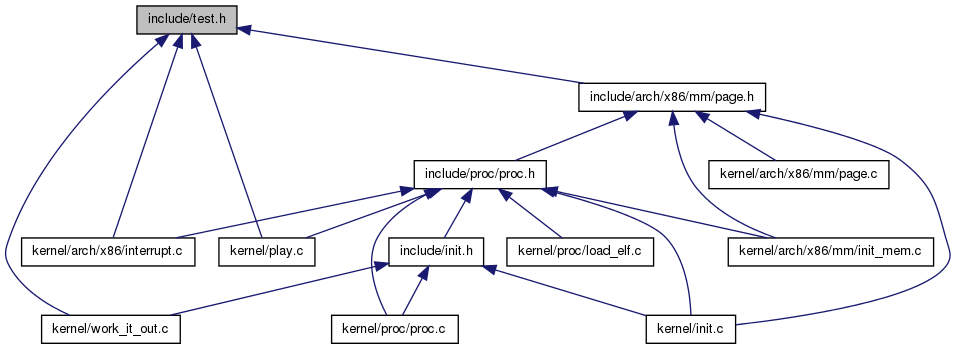 include/test.h
include/arch/x86/mm/page.h
include/proc/proc.h
kernel/arch/x86/mm/page.c
kernel/arch/x86/interrupt.c
kernel/play.c
include/init.h
kernel/proc/load_elf.c
kernel/arch/x86/mm/init_mem.c
kernel/work_it_out.c
kernel/proc/proc.c
kernel/init.c